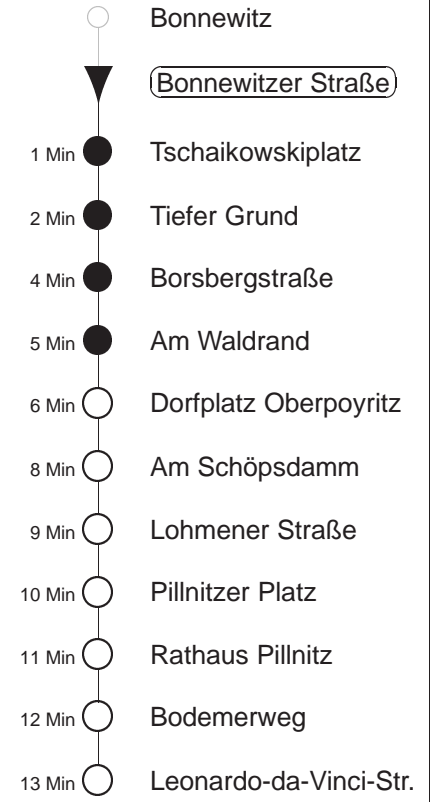 Bonnewitz
Bonnewitzer Straße
1 Min Tschaikowskiplatz
2 Min Tiefer Grund
4 Min Borsbergstraße
5 Min Am Waldrand
6 Min Dorfplatz Oberpoyritz
8 Min Am Schöpsdamm
9 Min Lohmener Straße
10 Min Pillnitzer Platz
11 Min Rathaus Pillnitz
12 Min Bodemerweg
13 Min Leonardo-da-Vinci-Str.